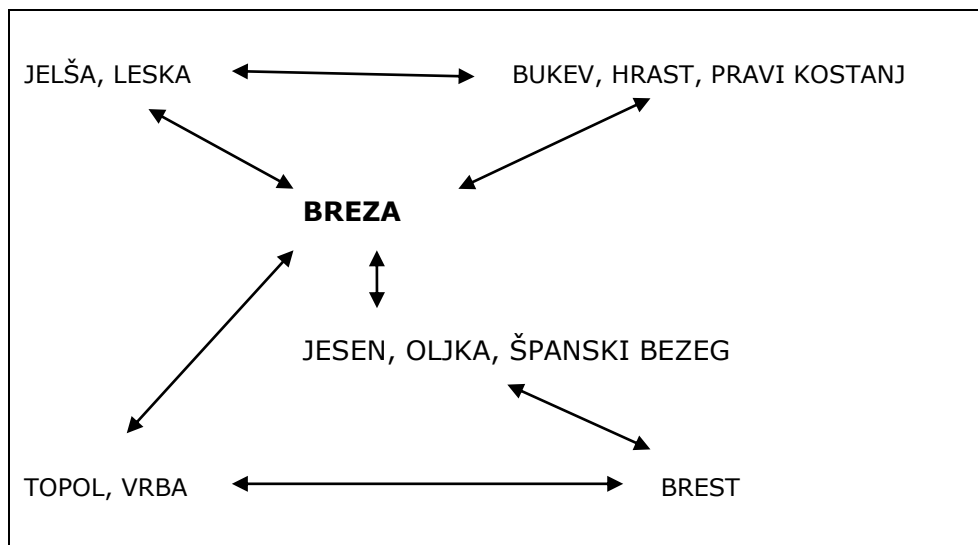 JELŠA, LESKA
BUKEV, HRAST, PRAVI KOSTANJ
BREZA
JESEN, OLJKA, ŠPANSKI BEZEG
TOPOL, VRBA
BREST